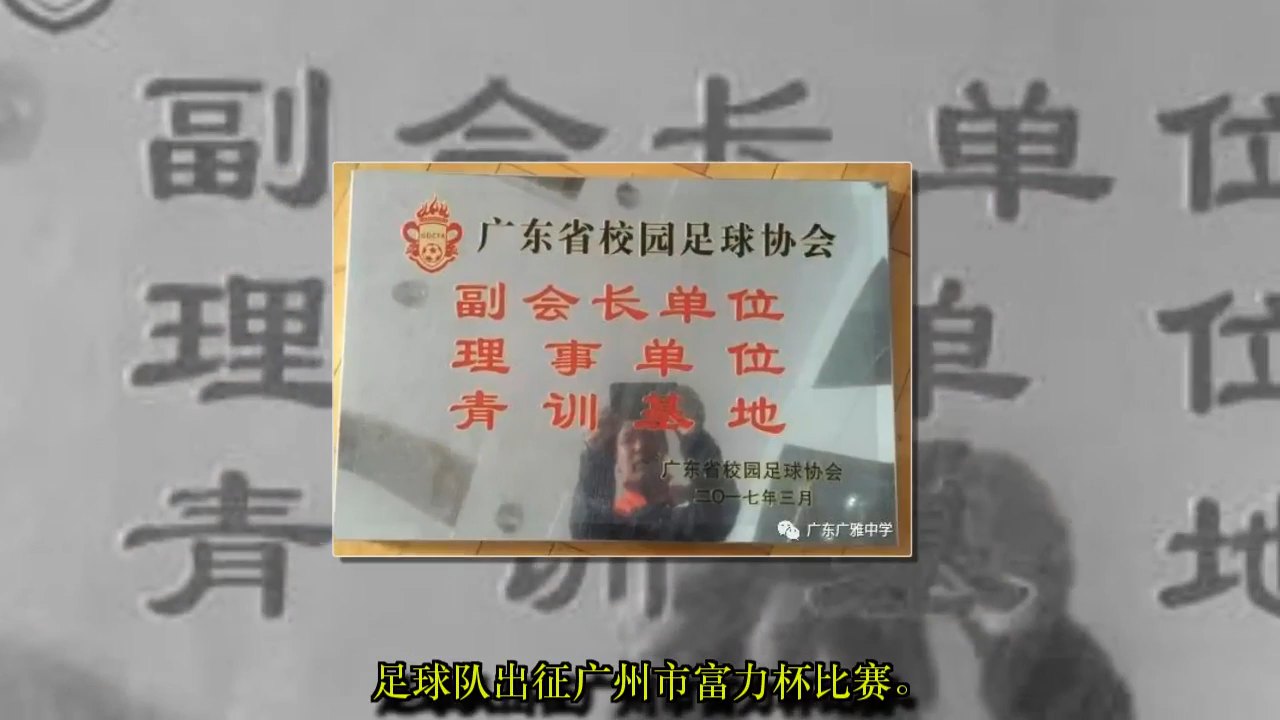 广东省校园足球协会
副会长单位
理事单位
青训基地
广东省校园足球协会
二〇一七年三月
广东广雅中学
足球队出征广州市富力杯比赛。